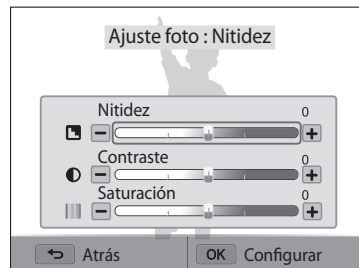 Ajuste foto : Nitidez
Nitidez 0
Contraste 0
Saturación 0
Atrás OK Configurar